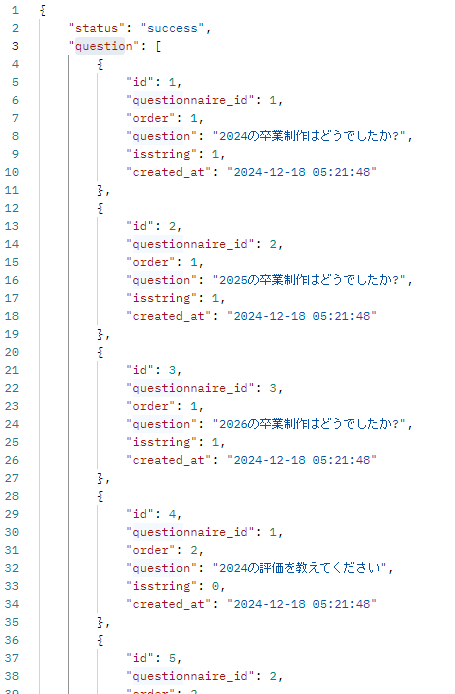 1 {
2 "status": "success",
3 "question": [
4 {
5 "id": 1,
6 "questionnaire_id": 1,
7 "order": 1,
8 "question": "2024の卒業制作はどうでしたか?",
9 "isstring": 1,
10 "created_at": "2024-12-18 05:21:48"
11 },
12 {
13 "id": 2,
14 "questionnaire_id": 2,
15 "order": 1,
16 "question": "2025の卒業制作はどうでしたか?",
17 "isstring": 1,
18 "created_at": "2024-12-18 05:21:48"
19 },
20 {
21 "id": 3,
22 "questionnaire_id": 3,
23 "order": 1,
24 "question": "2026の卒業制作はどうでしたか?",
25 "isstring": 1,
26 "created_at": "2024-12-18 05:21:48"
27 },
28 {
29 "id": 4,
30 "questionnaire_id": 1,
31 "order": 2,
32 "question": "2024の評価を教えてください",
33 "isstring": 0,
34 "created_at": "2024-12-18 05:21:48"
35 },
36 {
37 "id": 5,
38 "questionnaire_id": 2,
39 "order": 2,